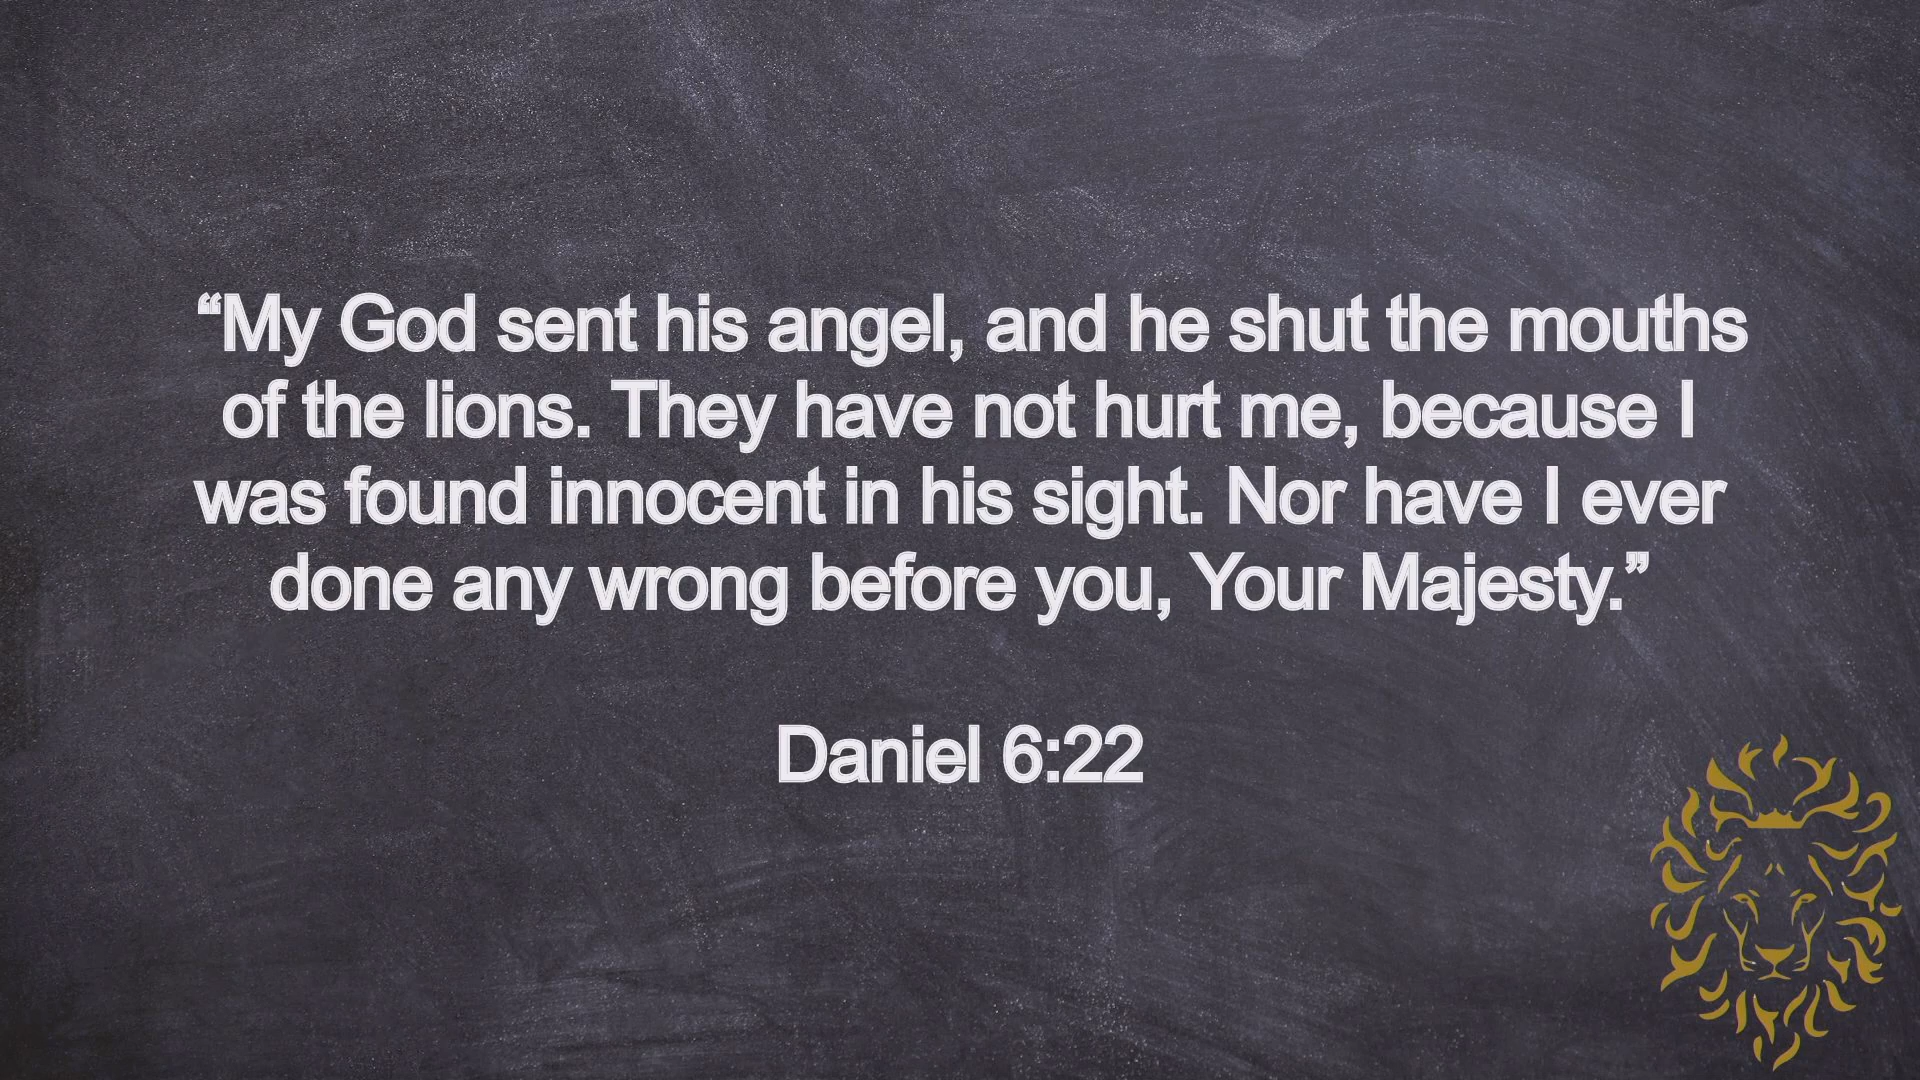 “My God sent his angel, and he shut the mouths
of the lions. They have not hurt me, because I
was found innocent in his sight. Nor have I ever
done any wrong before you, Your Majesty.”
Daniel 6:22